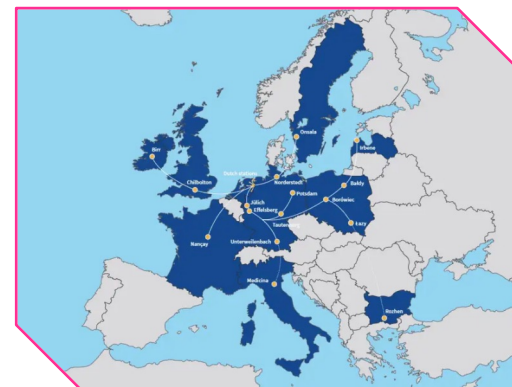 Onsala
Irbene
Birr
Dutch stations
Norderstedt
Chilbolton
Potsdam
Bałdy
Jülich
Borówiec
Effelsberg
Tautenburg
Łazy
Nançay
Unterweilenbach
Medicina
Rozhen